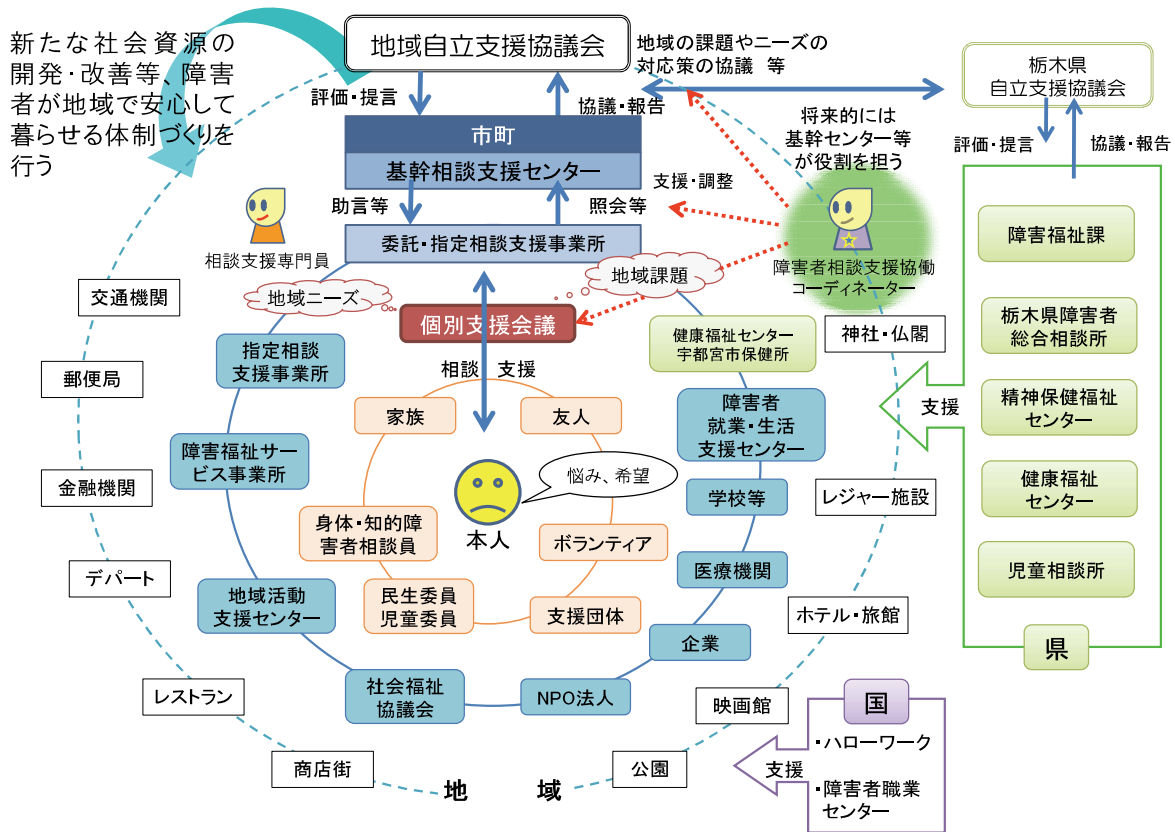 新たな社会資源の
開発・改善等、障害
者が地域で安心して
暮らせる体制づくりを
行う
地域自立支援協議会
地域の課題やニーズの
対応策の協議 等
栃木県
自立支援協議会
評価・提言
協議・報告
将来的には
基幹センター等
が役割を担う
評価・提言
協議・報告
市町
基幹相談支援センター
支援・調整
助言等
照会等
委託・指定相談支援事業所
相談支援専門員
障害者相談支援協働
コーディネーター
地域ニーズ
地域課題
個別支援会議
相談
支援
交通機関
郵便局
金融機関
デパート
レストラン
商店街
地 域
公園
映画館
ホテル・旅館
レジャー施設
神社・仏閣
指定相談
支援事業所
障害福祉サー
ビス事業所
地域活動
支援センター
社会福祉
協議会
NPO法人
企業
医療機関
学校等
障害者
就業・生活
支援センター
健康福祉センター
宇都宮市保健所
家族
友人
身体・知的障
害者相談員
ボランティア
民生委員
児童委員
支援団体
悩み、希望
本人
支援
障害福祉課
栃木県障害者
総合相談所
精神保健福祉
センター
健康福祉
センター
児童相談所
県
国
支援
・ハローワーク
・障害者職業
センター